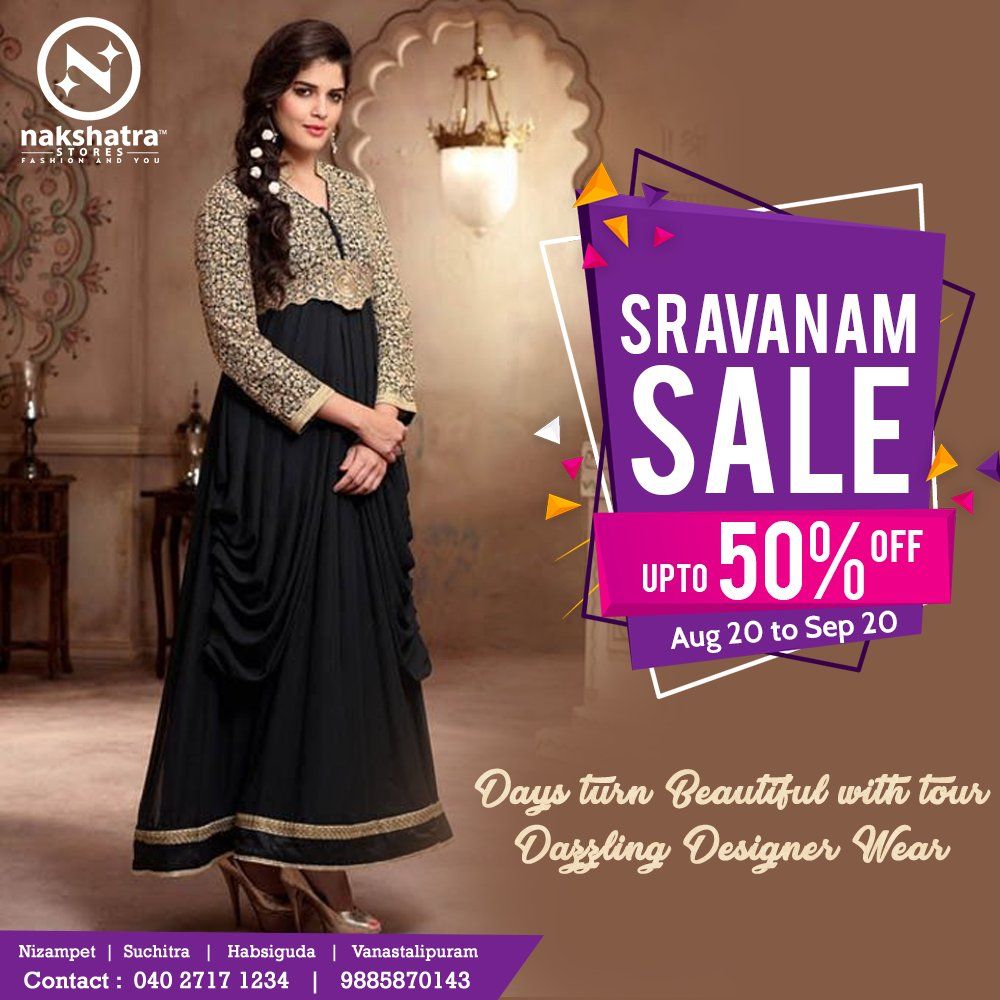 N
nakshatra™
STORES
FASHION AND YOU
SRAVANAM
SALE
UPTO 50% OFF
Aug 20 to Sep 20
Days turn Beautiful with tour
Dazzling Designer Wear
Nizampet | Suchitra | Habsiguda | Vanastalipuram
Contact : 040 2717 1234 | 9885870143